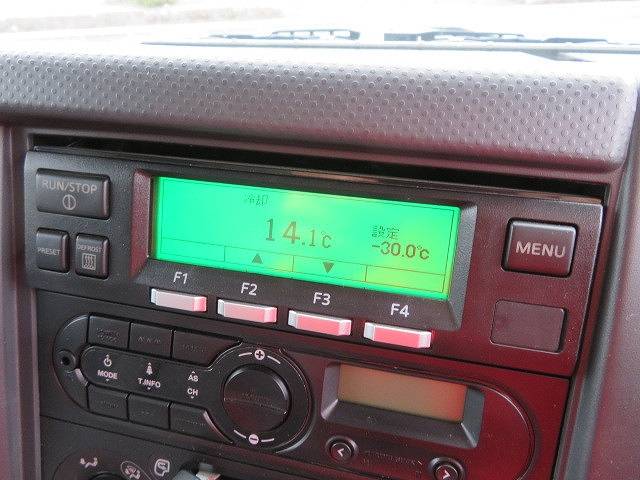 冷却
RUN/STOP
14.1℃
設定
-30.0℃
PRESET
DEFROST
MENU
▲
▼
F1
F2
F3
F4
MODE
T.INFO
AS
CH